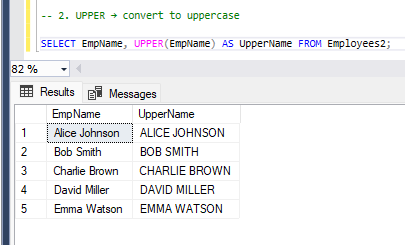 -- 2. UPPER → convert to uppercase
SELECT EmpName, UPPER(EmpName) AS UpperName FROM Employees2;
82 %
Results Messages
EmpName UpperName
1 Alice Johnson ALICE JOHNSON
2 Bob Smith BOB SMITH
3 Charlie Brown CHARLIE BROWN
4 David Miller DAVID MILLER
5 Emma Watson EMMA WATSON